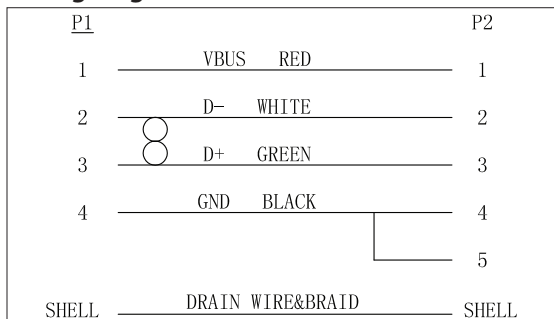 P1 P2
1 VBUS RED 1
2 D- WHITE 2
3 D+ GREEN 3
4 GND BLACK 4
5
SHELL DRAIN WIRE&BRAID SHELL